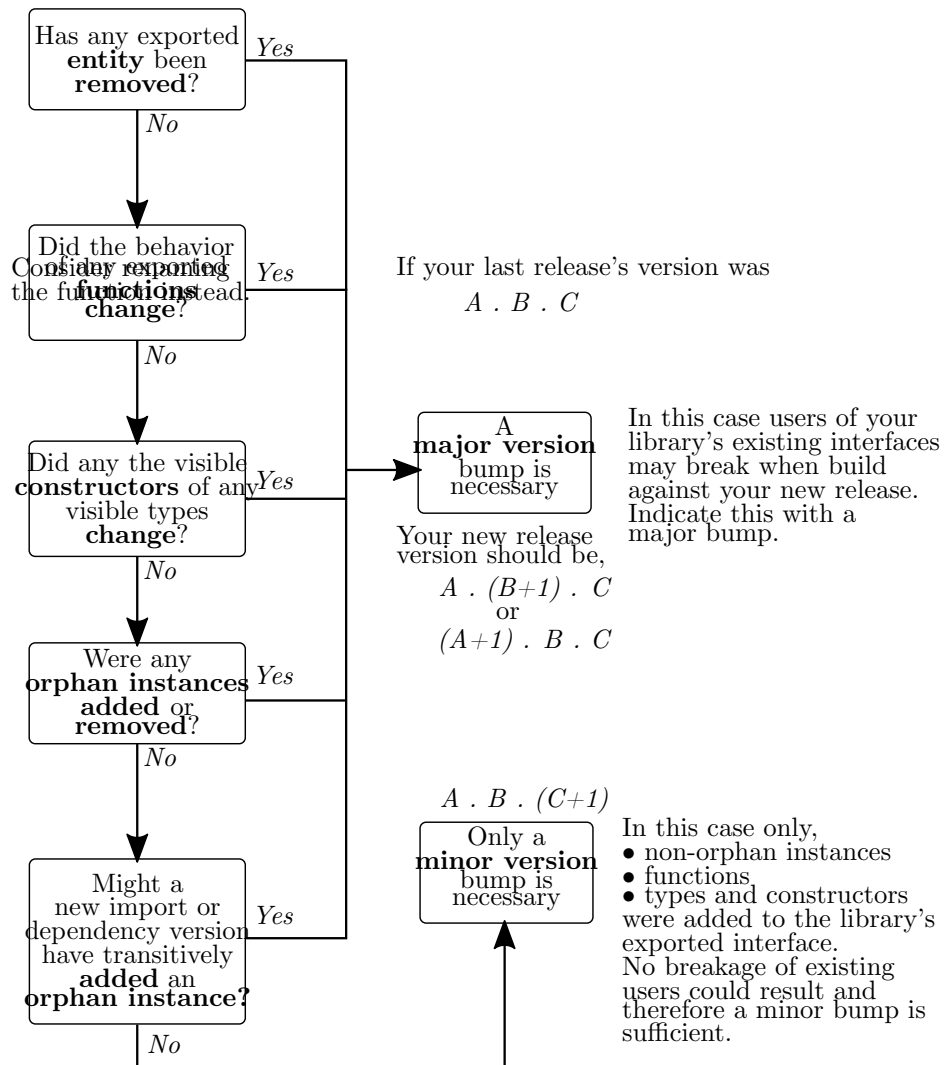 Has any exported
entity been
removed?
Yes
No
Did the behavior
of any exported
functions
change?
Consider renaming
the function instead.
Yes
No
If your last release's version was
A . B . C
Did any the visible
constructors of any
visible types
change?
Yes
No
A
major version
bump is
necessary
In this case users of your
library's existing interfaces
may break when build
against your new release.
Indicate this with a
major bump.
Your new release
version should be,
A . (B+1) . C
or
(A+1) . B . C
Were any
orphan instances
added or
removed?
Yes
No
A . B . (C+1)
Only a
minor version
bump is
necessary
In this case only,
• non-orphan instances
• functions
• types and constructors
were added to the library's
exported interface.
No breakage of existing
users could result and
therefore a minor bump is
sufficient.
Might a
new import or
dependency version
have transitively
added an
orphan instance?
Yes
No